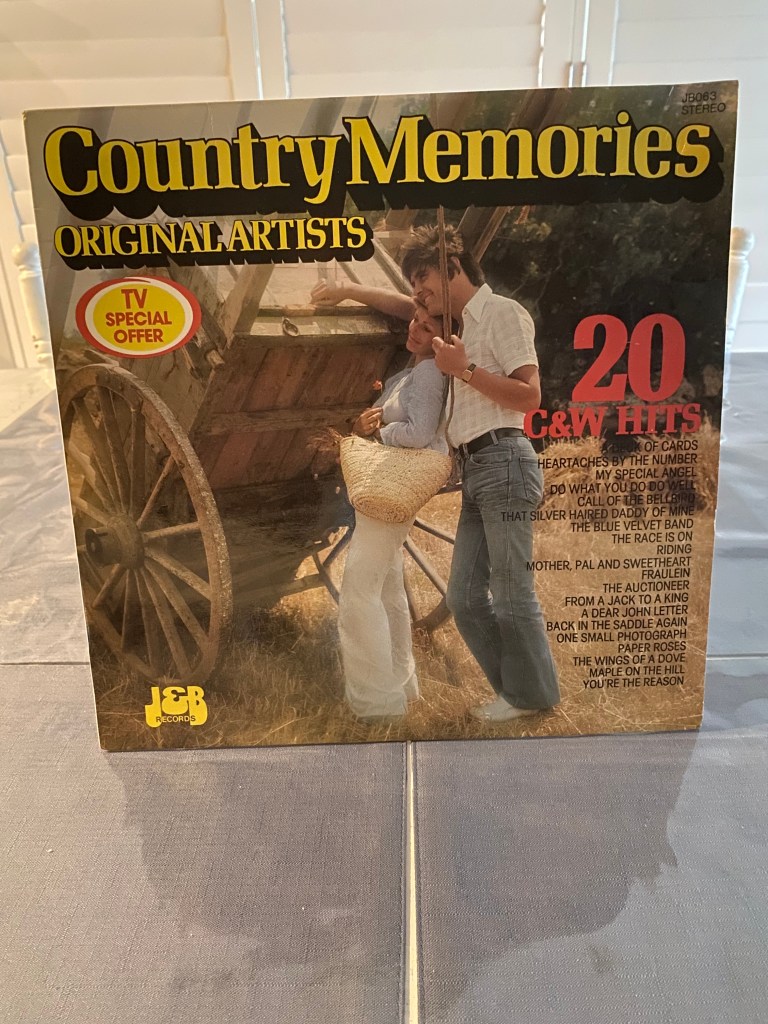 JB063
STEREO
Country Memories
ORIGINAL ARTISTS
TV
SPECIAL
OFFER
20
C&W HITS
OF CARDS
HEARTACHES BY THE NUMBER
MY SPECIAL ANGEL
DO WHAT YOU DO DO WELL
CALL OF THE BELLBIRD
THAT SILVER HAIRED DADDY OF MINE
THE BLUE VELVET BAND
THE RACE IS ON
RIDING
MOTHER, PAL AND SWEETHEART
FRAULEIN
THE AUCTIONEER
FROM A JACK TO A KING
A DEAR JOHN LETTER
BACK IN THE SADDLE AGAIN
ONE SMALL PHOTOGRAPH
PAPER ROSES
THE WINGS OF A DOVE
MAPLE ON THE HILL
YOU'RE THE REASON
J&B
RECORDS